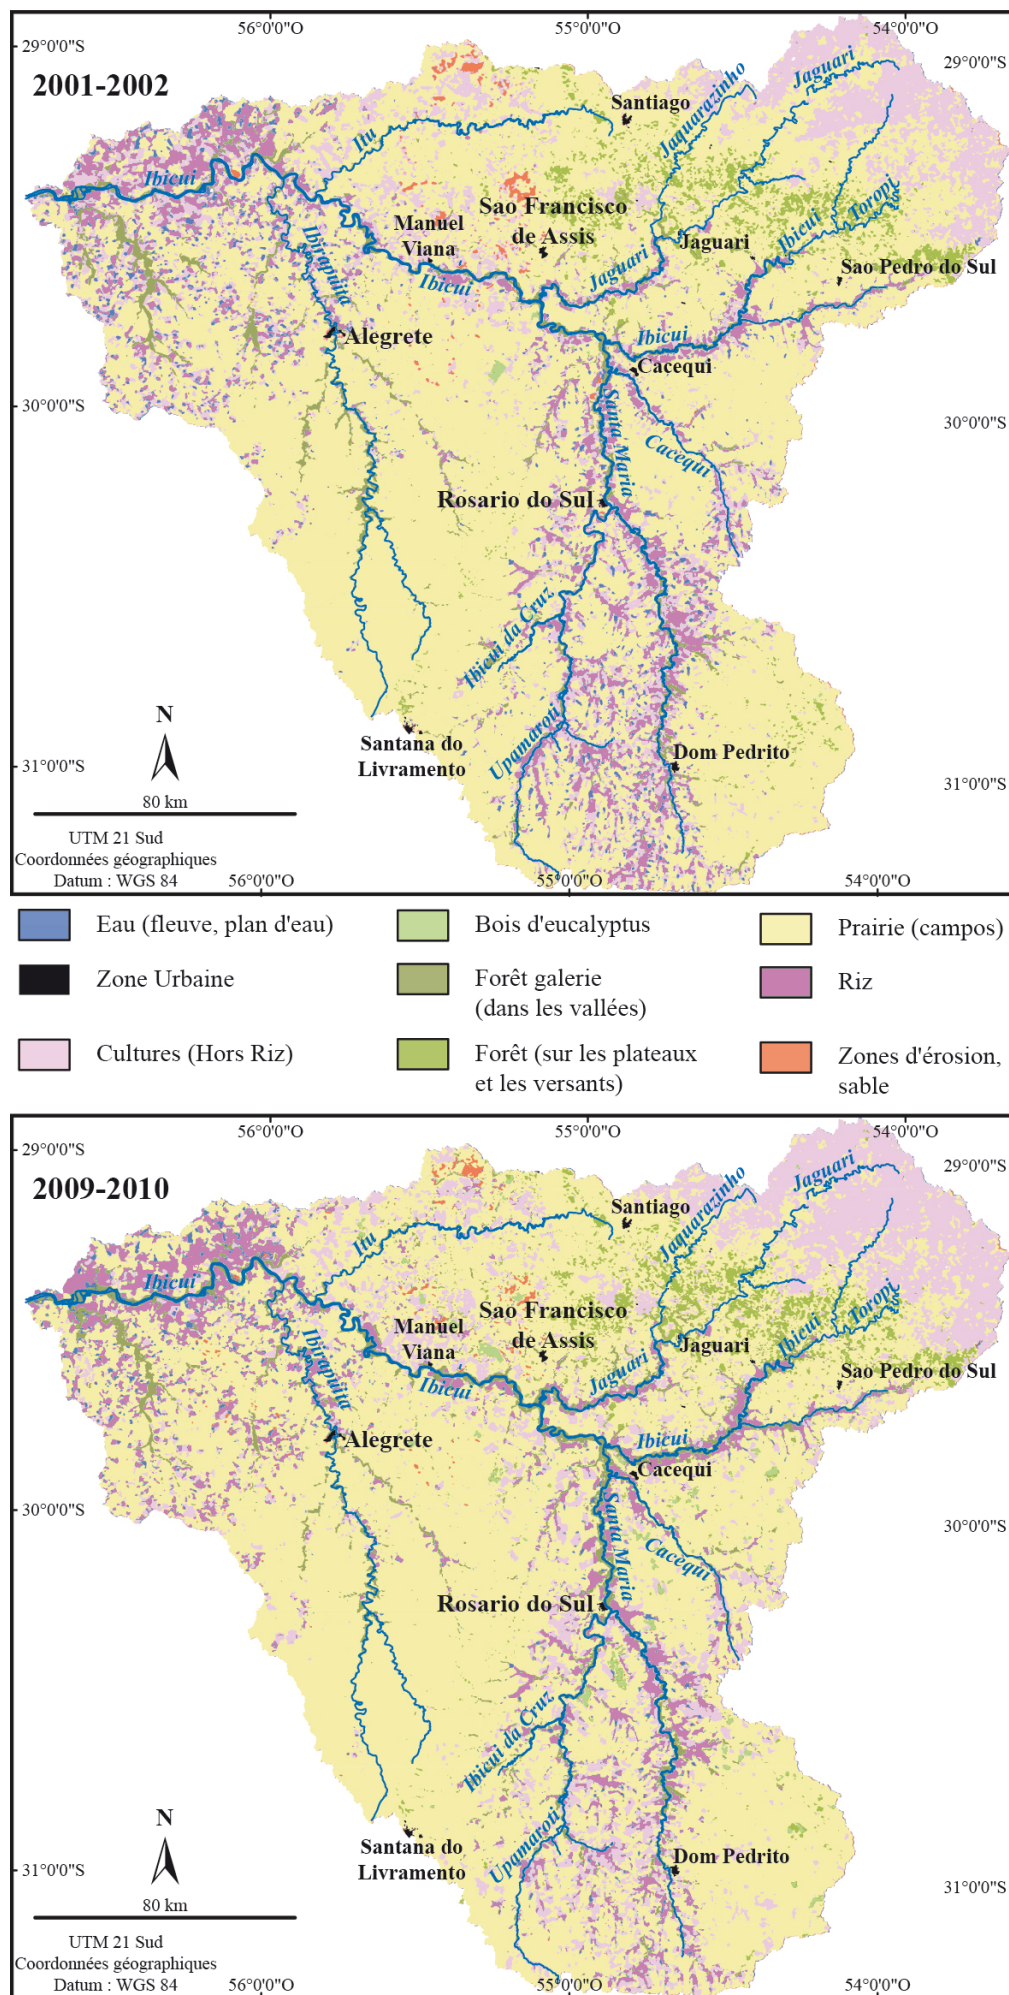 56°0'0"O
55°0'0"O
54°0'0"O
29°0'0"S
29°0'0"S
2001-2002
Jaguari
Santiago
Jaquarazinho
Itu
Ibicui
Sao Francisco
de Assis
Manuel
Viana
Toropi
Ibicui
Jaguari
Ibirapuita
Sao Pedro do Sul
Jaguari
Ibicui
Alegrete
Ibicui
Cacequi
30°0'0"S
30°0'0"S
Santa Maria
Cacequi
Rosario do Sul
Ibicui da Cruz
N
Upamaroti
Santana do
Livramento
Dom Pedrito
31°0'0"S
31°0'0"S
80 km
UTM 21 Sud
Coordonnées géographiques
Datum : WGS 84
56°0'0"O
55°0'0"O
54°0'0"O
Eau (fleuve, plan d'eau)
Bois d'eucalyptus
Prairie (campos)
Zone Urbaine
Forêt galerie
(dans les vallées)
Riz
Cultures (Hors Riz)
Forêt (sur les plateaux
et les versants)
Zones d'érosion,
sable
56°0'0"O
55°0'0"O
54°0'0"O
29°0'0"S
29°0'0"S
2009-2010
Jaguari
Santiago
Jaquarazinho
Itu
Ibicui
Sao Francisco
de Assis
Manuel
Viana
Toropi
Ibicui
Jaguari
Ibirapuita
Sao Pedro do Sul
Jaguari
Ibicui
Alegrete
Ibicui
Cacequi
30°0'0"S
30°0'0"S
Santa Maria
Cacequi
Rosario do Sul
Ibicui da Cruz
N
Upamaroti
Santana do
Livramento
Dom Pedrito
31°0'0"S
31°0'0"S
80 km
UTM 21 Sud
Coordonnées géographiques
Datum : WGS 84
56°0'0"O
55°0'0"O
54°0'0"O